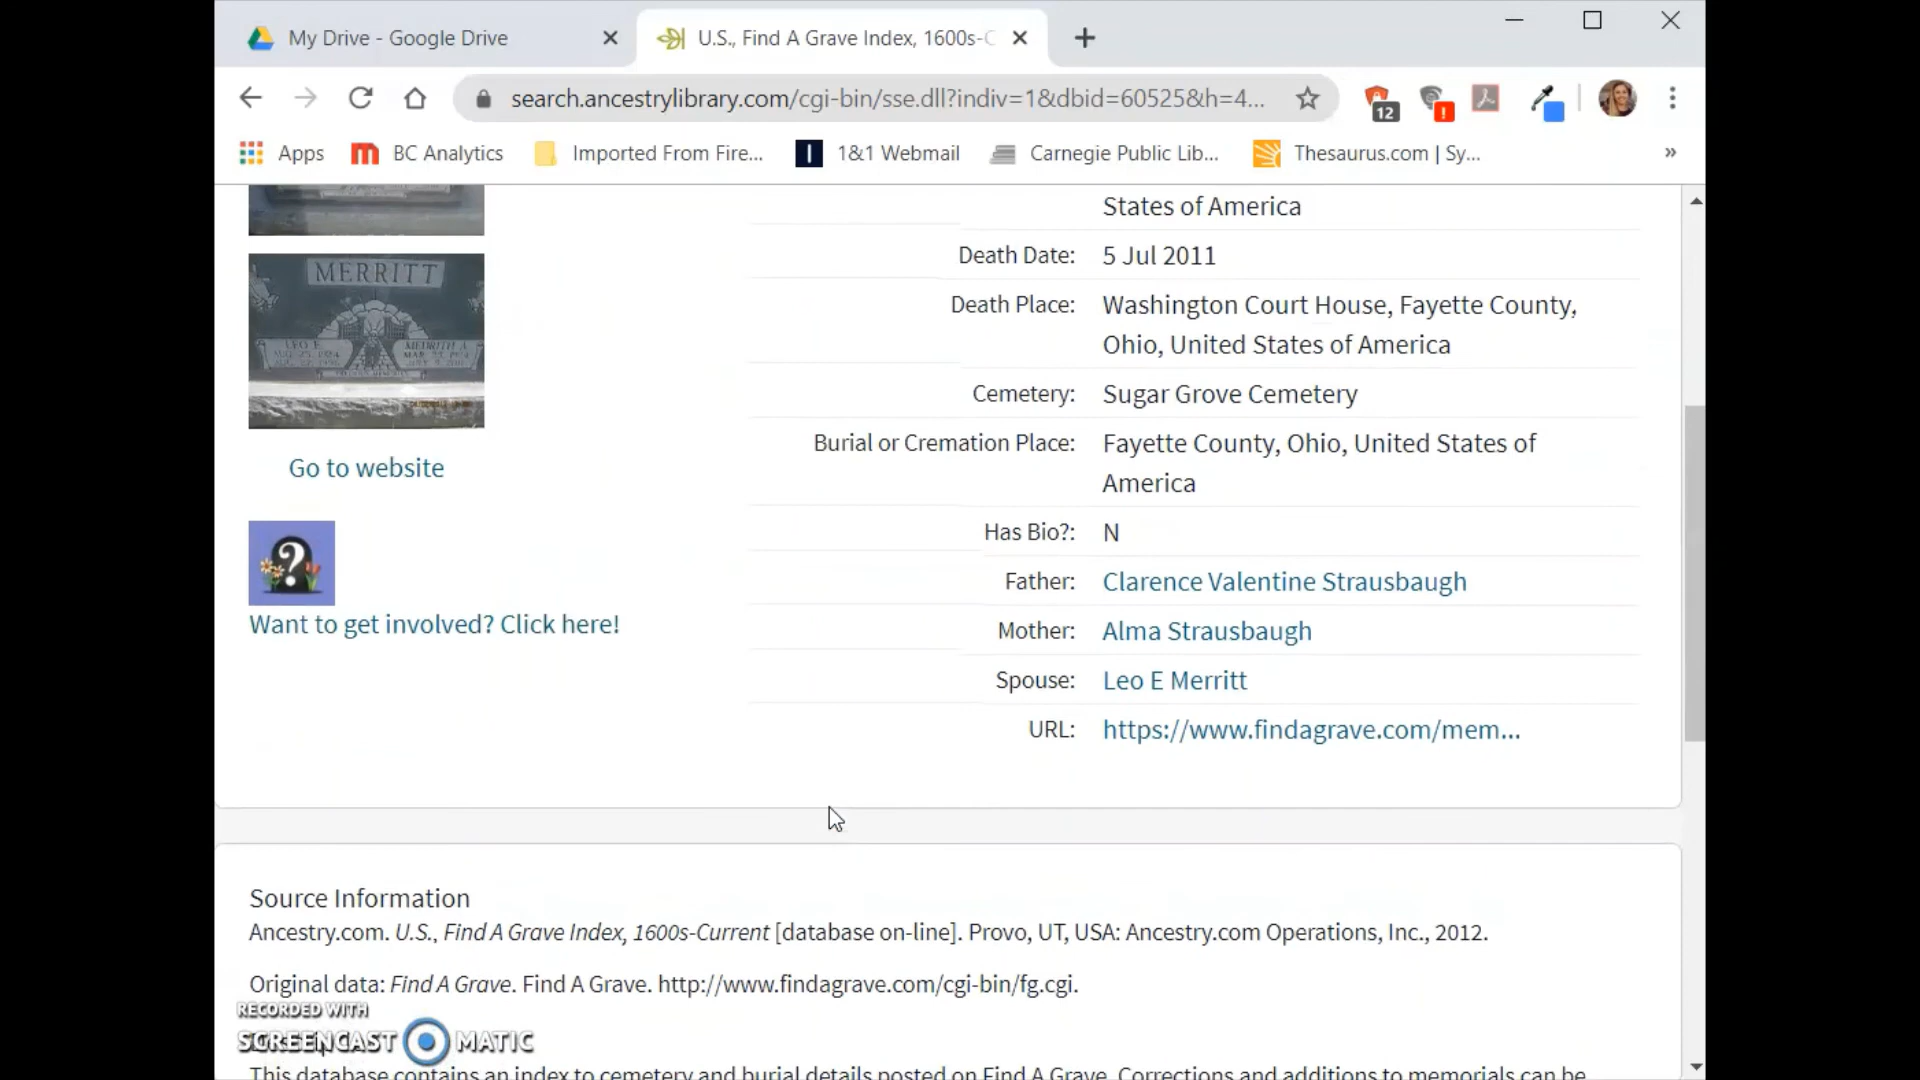 My Drive - Google Drive
U.S., Find A Grave Index, 1600s-C
search.ancestrylibrary.com/cgi-bin/sse.dll?indiv=1&dbid=60525&h=4...
12
!
Apps
BC Analytics
Imported From Fire...
1&1 Webmail
Carnegie Public Lib...
Thesaurus.com | Sy...
»
States of America
Death Date: 5 Jul 2011
Death Place: Washington Court House, Fayette County,
Ohio, United States of America
Cemetery: Sugar Grove Cemetery
Burial or Cremation Place: Fayette County, Ohio, United States of
America
Has Bio?: N
Father: Clarence Valentine Strausbaugh
Mother: Alma Strausbaugh
Spouse: Leo E Merritt
URL: https://www.findagrave.com/mem...
MERRITT
LEO E.
MEDRITH A.
Go to website
?
Want to get involved? Click here!
Source Information
Ancestry.com. U.S., Find A Grave Index, 1600s-Current [database on-line]. Provo, UT, USA: Ancestry.com Operations, Inc., 2012.
Original data: Find A Grave. Find A Grave. http://www.findagrave.com/cgi-bin/fg.cgi.
RECORDED WITH
SCREENCAST MATIC
This database contains an index to cemetery and burial details posted on Find A Grave. Corrections and additions to memorials can be